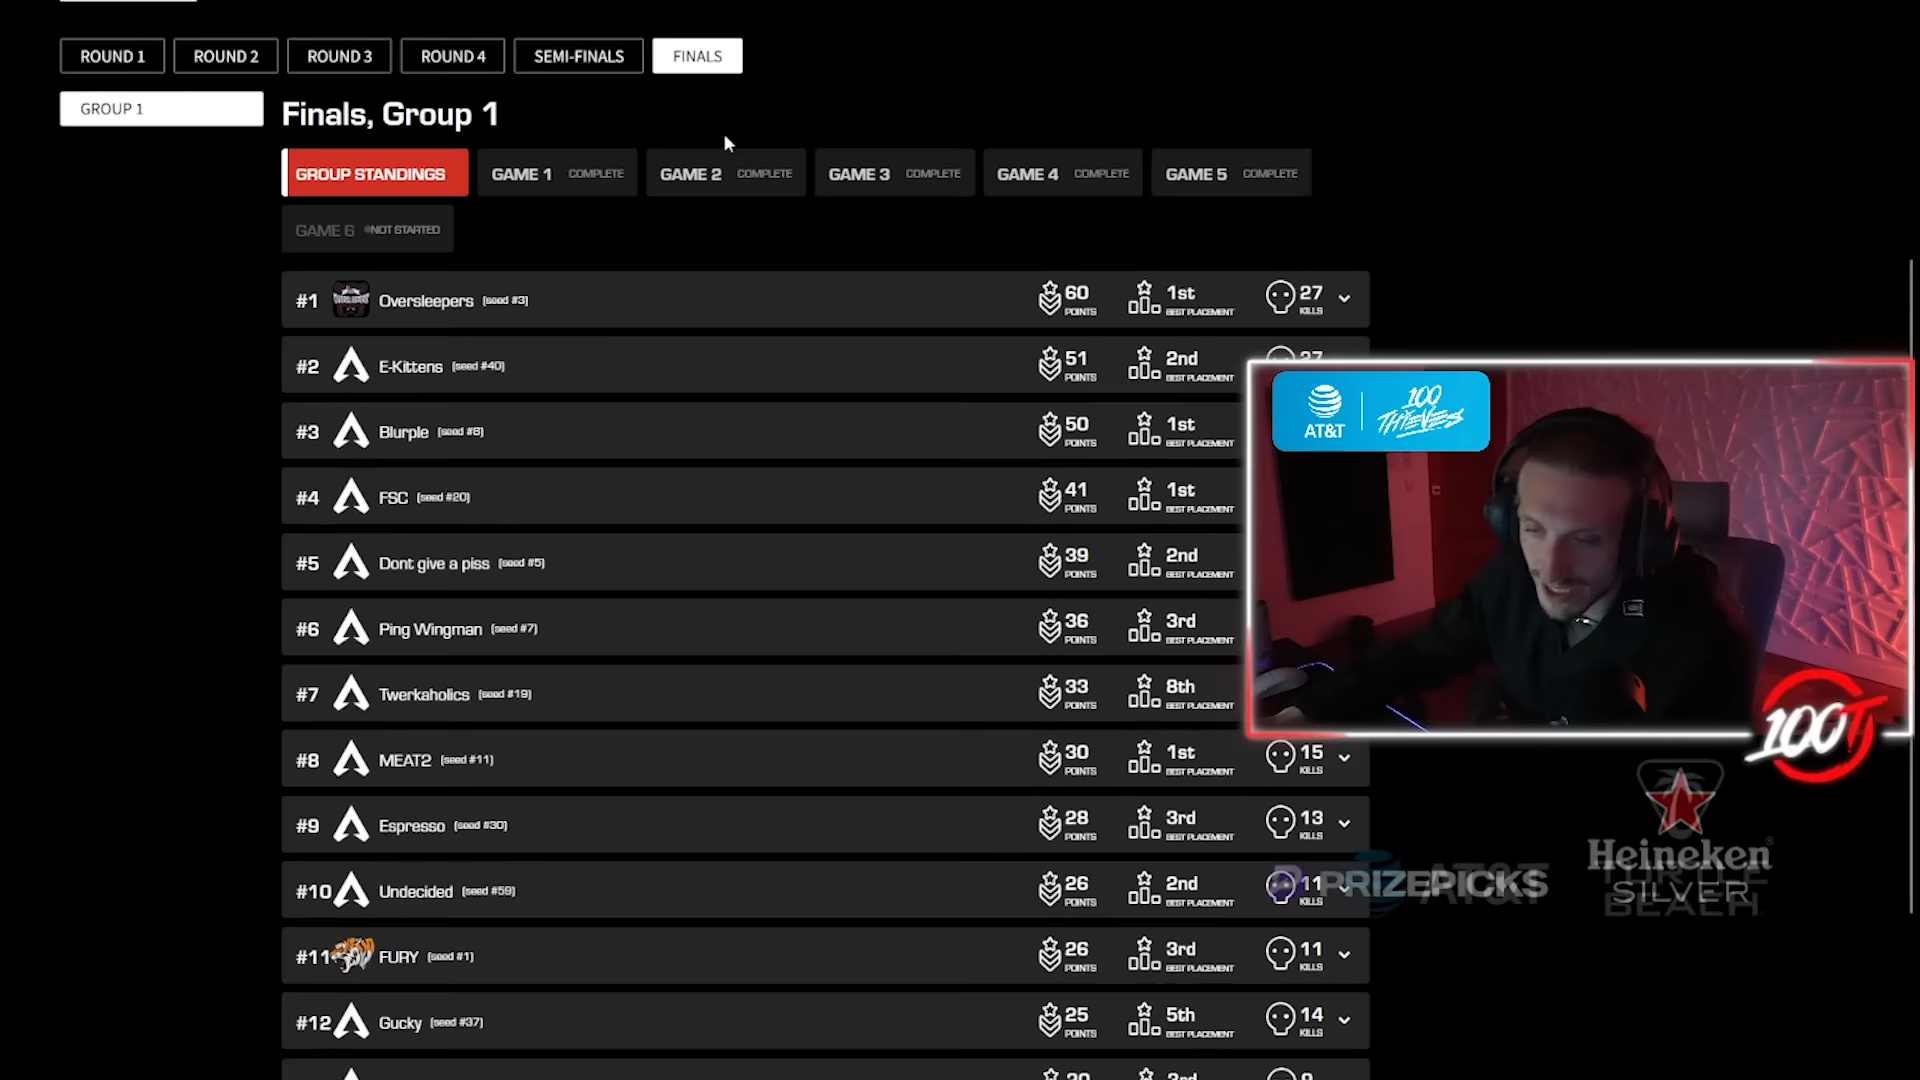 ROUND 1 ROUND 2 ROUND 3 ROUND 4 SEMI-FINALS FINALS
GROUP 1
Finals, Group 1
GROUP STANDINGS GAME 1 COMPLETE GAME 2 COMPLETE GAME 3 COMPLETE GAME 4 COMPLETE GAME 5 COMPLETE
GAME 6 NOT STARTED
#1 Oversleepers (seed #3) 60 POINTS 1st BEST PLACEMENT 27 KILLS
#2 E-Kittens (seed #40) 51 POINTS 2nd BEST PLACEMENT
#3 Blurple (seed #8) 50 POINTS 1st BEST PLACEMENT
#4 FSC (seed #20) 41 POINTS 1st BEST PLACEMENT
#5 Dont give a piss (seed #5) 39 POINTS 2nd BEST PLACEMENT
#6 Ping Wingman (seed #7) 36 POINTS 3rd BEST PLACEMENT
#7 Twerkaholics (seed #19) 33 POINTS 8th BEST PLACEMENT
#8 MEAT2 (seed #11) 30 POINTS 1st BEST PLACEMENT 15 KILLS
#9 Espresso (seed #30) 28 POINTS 3rd BEST PLACEMENT 13 KILLS
#10 Undecided (seed #59) 26 POINTS 2nd BEST PLACEMENT 11 KILLS
#11 FURY (seed #1) 26 POINTS 3rd BEST PLACEMENT 11 KILLS
#12 Gucky (seed #37) 25 POINTS 5th BEST PLACEMENT 14 KILLS
AT&T
100 THIEVES
100T
PRIZEPICKS
AT&T
Heineken
SILVER
BEACH